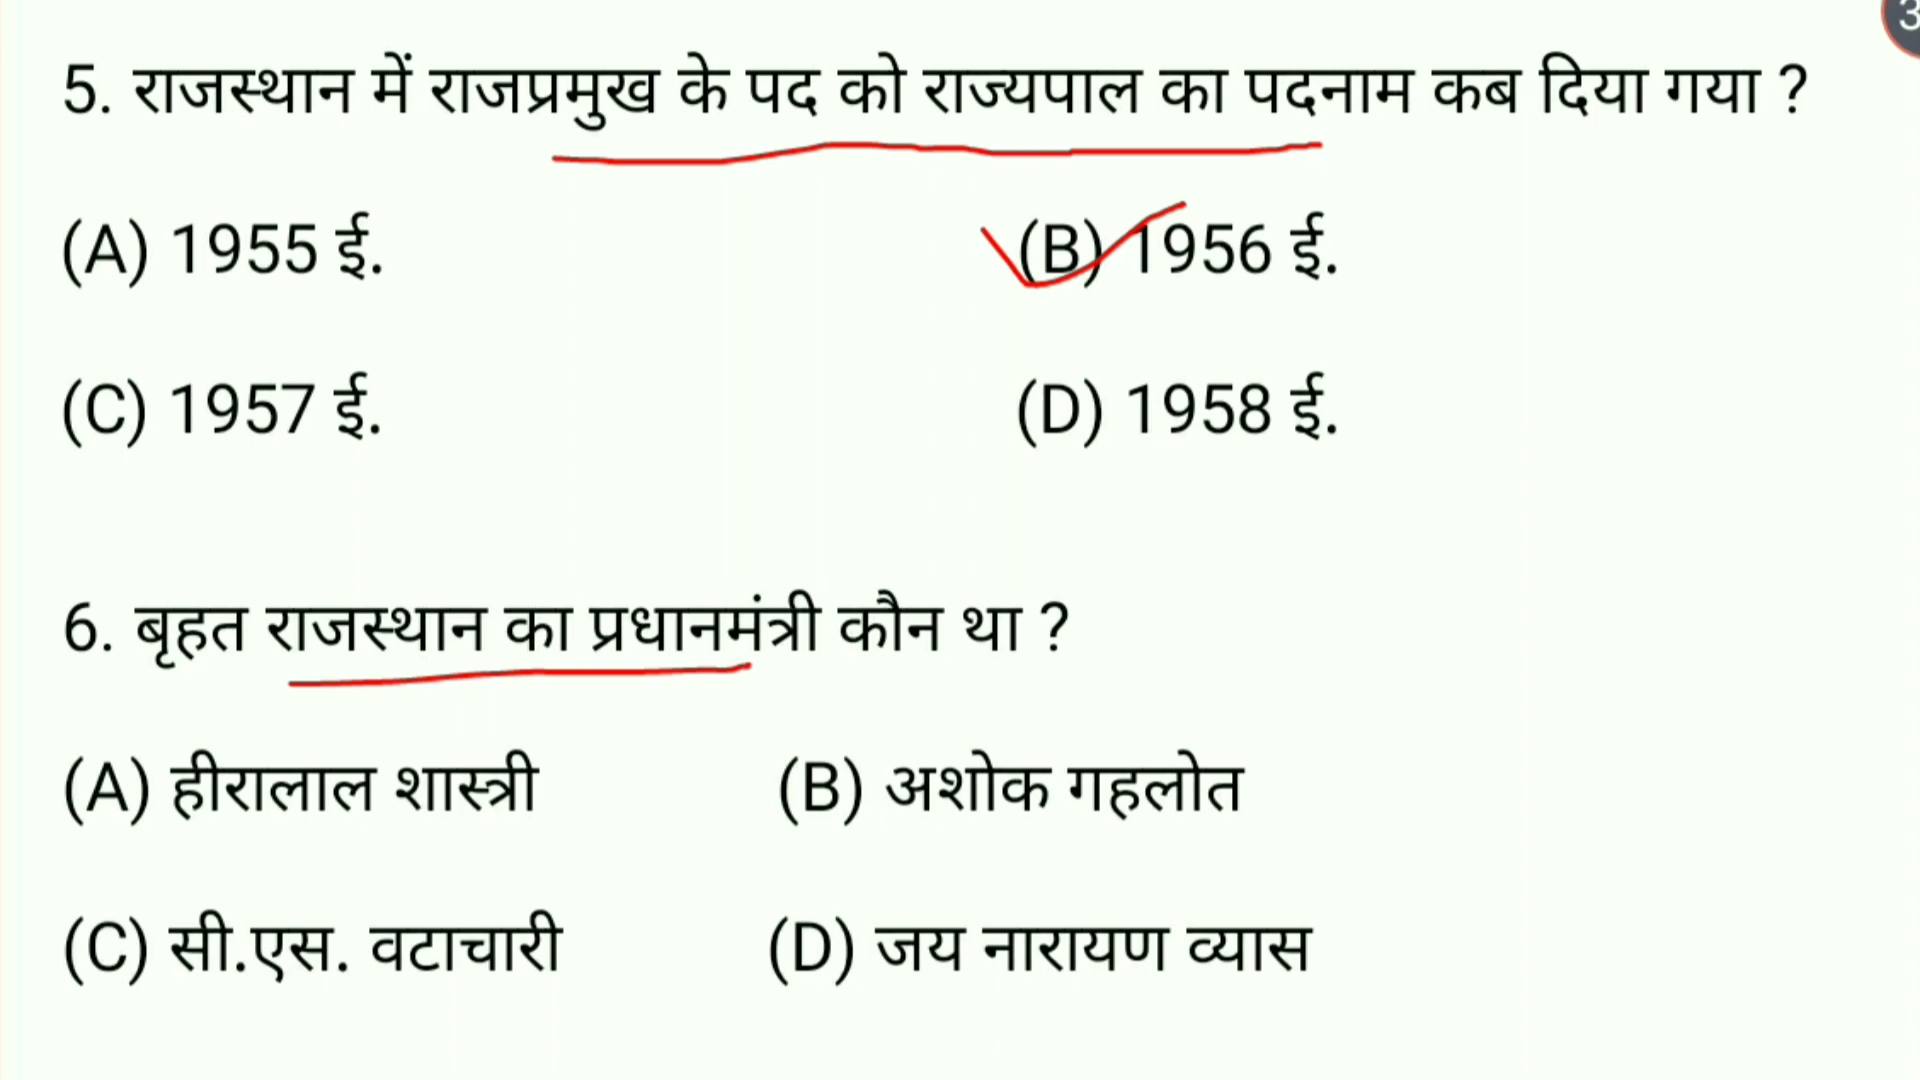 3
5. राजस्थान में राजप्रमुख के पद को राज्यपाल का पदनाम कब दिया गया ?
(A) 1955 ई. (B) 1956 ई.
(C) 1957 ई. (D) 1958 ई.
6. बृहत राजस्थान का प्रधानमंत्री कौन था ?
(A) हीरालाल शास्त्री (B) अशोक गहलोत
(C) सी.एस. वटाचारी (D) जय नारायण व्यास